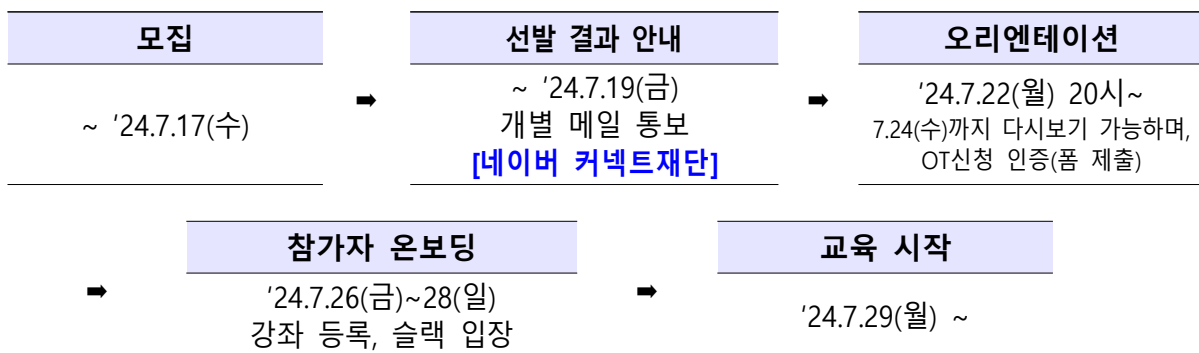 모집
~ '24.7.17(수)
➡
선발 결과 안내
~ '24.7.19(금)
개별 메일 통보
[네이버 커넥트재단]
➡
오리엔테이션
'24.7.22(월) 20시~
7.24(수)까지 다시보기 가능하며,
OT신청 인증(폼 제출)
➡
참가자 온보딩
'24.7.26(금)~28(일)
강좌 등록, 슬랙 입장
➡
교육 시작
'24.7.29(월) ~